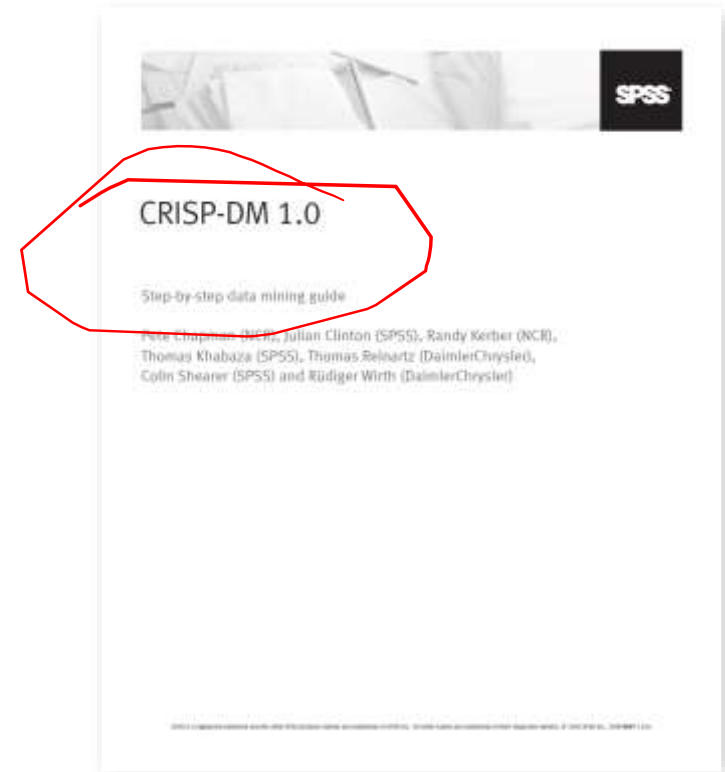 SPSS
CRISP-DM 1.0
Step-by-step data mining guide
Pete Chapman (NCR), Julian Clinton (SPSS), Randy Kerber (NCR),
Thomas Khabaza (SPSS), Thomas Reinartz (DaimlerChrysler),
Colin Shearer (SPSS) and Rüdiger Wirth (DaimlerChrysler)